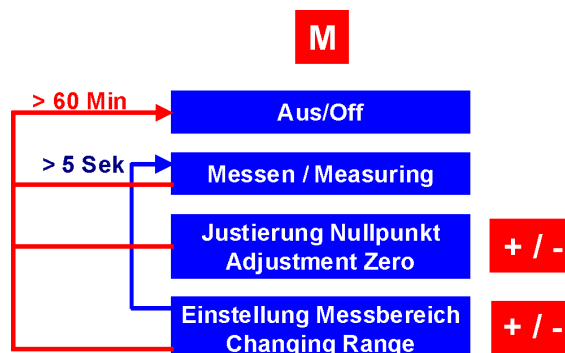 M
> 60 Min
Aus/Off
> 5 Sek
Messen / Measuring
Justierung Nullpunkt
Adjustment Zero
+ / -
Einstellung Messbereich
Changing Range
+ / -